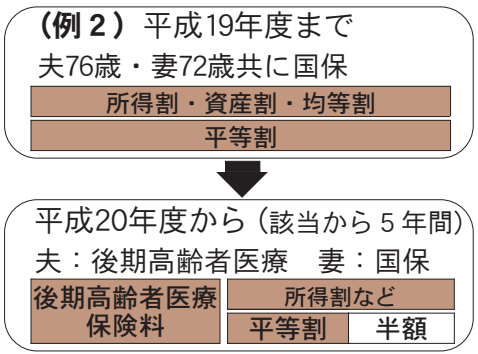 (例2) 平成19年度まで
夫76歳・妻72歳共に国保
所得割・資産割・均等割
平等割
平成20年度から(該当から5年間)
夫:後期高齢者医療 妻:国保
後期高齢者医療
保険料
所得割など
平等割 半額